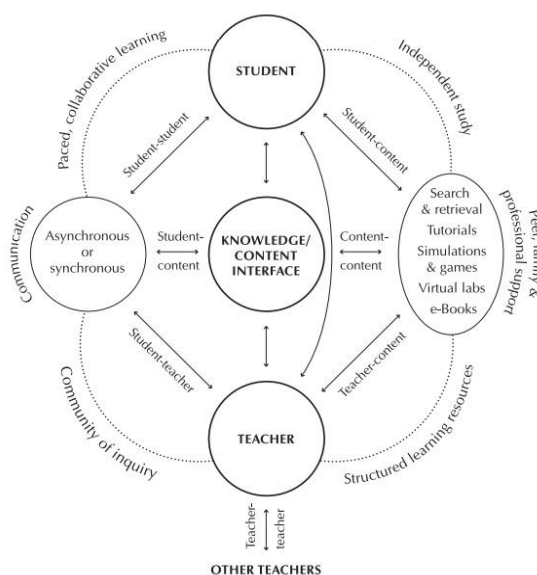 Paced, collaborative learning
STUDENT
Independent study
Student-student
Student-content
Communication
Asynchronous
or
synchronous
Student-
content
KNOWLEDGE/
CONTENT
INTERFACE
Content-
content
Search
& retrieval
Tutorials
Simulations
& games
Virtual labs
e-Books
Peer, family &
professional support
Student-teacher
Teacher-content
Community of inquiry
TEACHER
Structured learning resources
Teacher-
teacher
OTHER TEACHERS